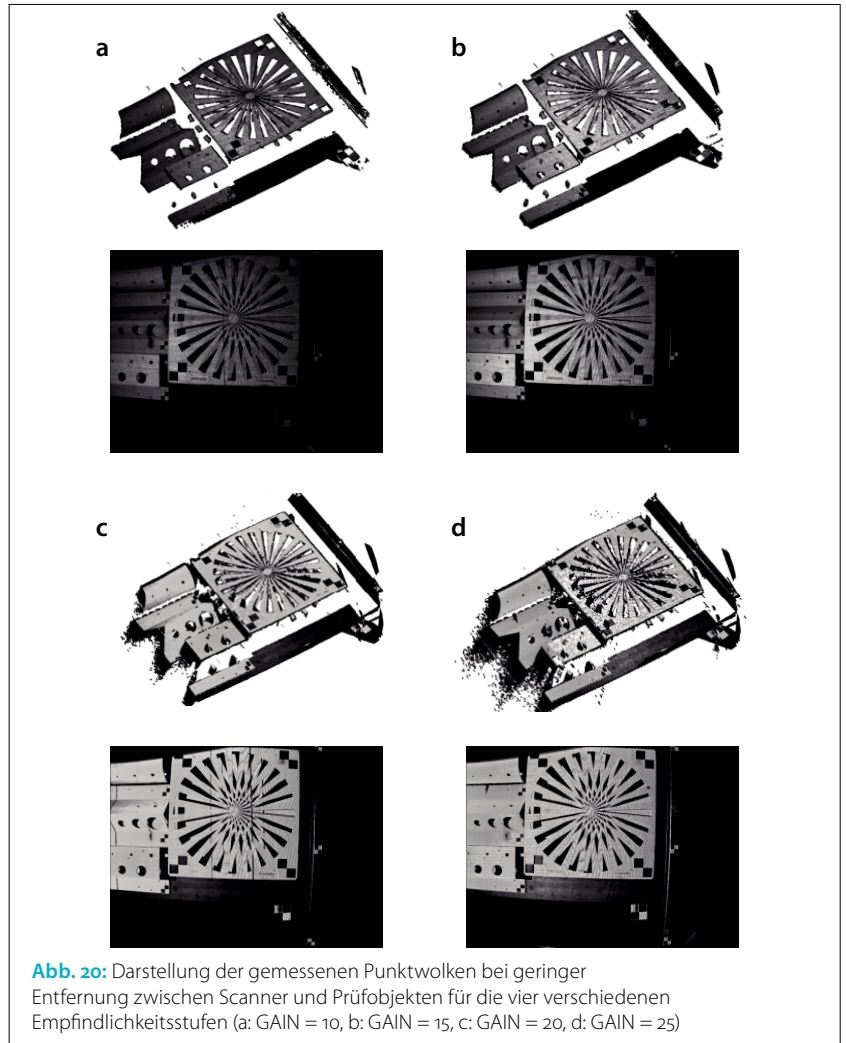 a
b
c
d
Abb. 20: Darstellung der gemessenen Punktwolken bei geringer
Entfernung zwischen Scanner und Prüfobjekten für die vier verschiedenen
Empfindlichkeitsstufen (a: GAIN = 10, b: GAIN = 15, c: GAIN = 20, d: GAIN = 25)